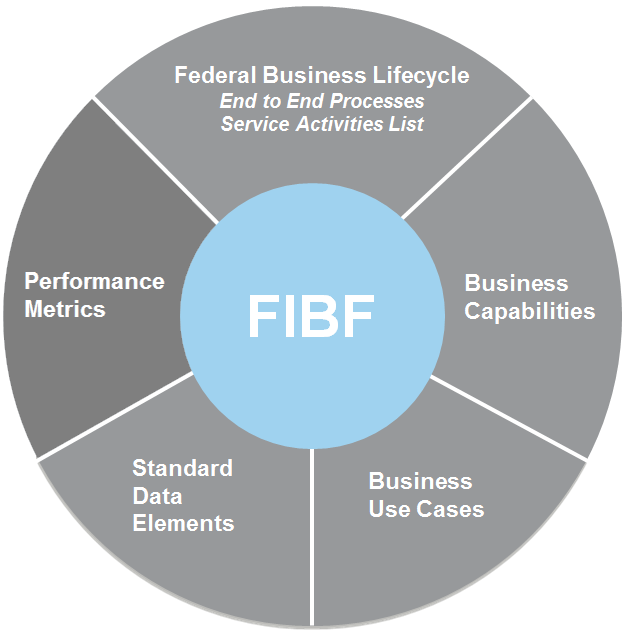 Federal Business Lifecycle
End to End Processes
Service Activities List
Performance
Metrics
FIBF
Business
Capabilities
Standard
Data
Elements
Business
Use Cases